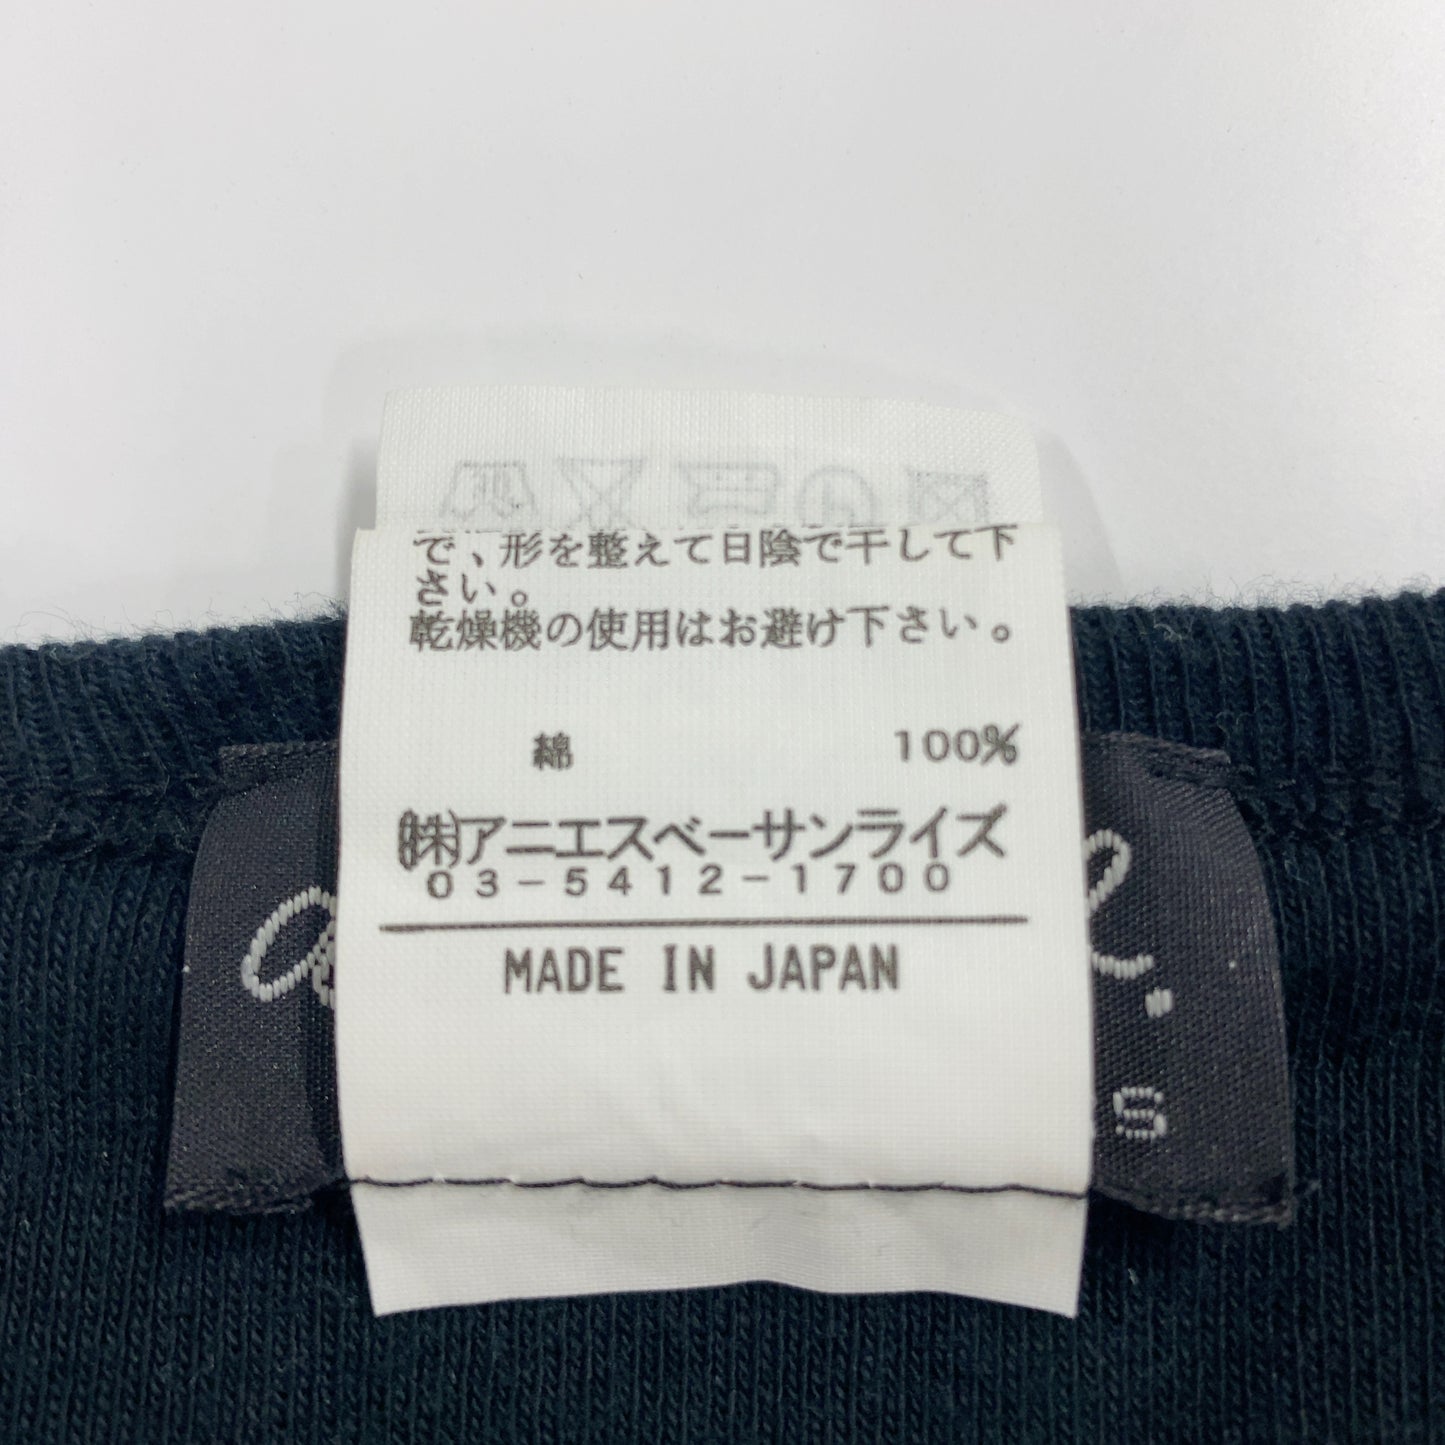 で、形を整えて日陰で干して下
さい。
乾燥機の使用はお避け下さい。
綿 100%
(株)アニエスベーサンライズ
03-5412-1700
MADE IN JAPAN
S